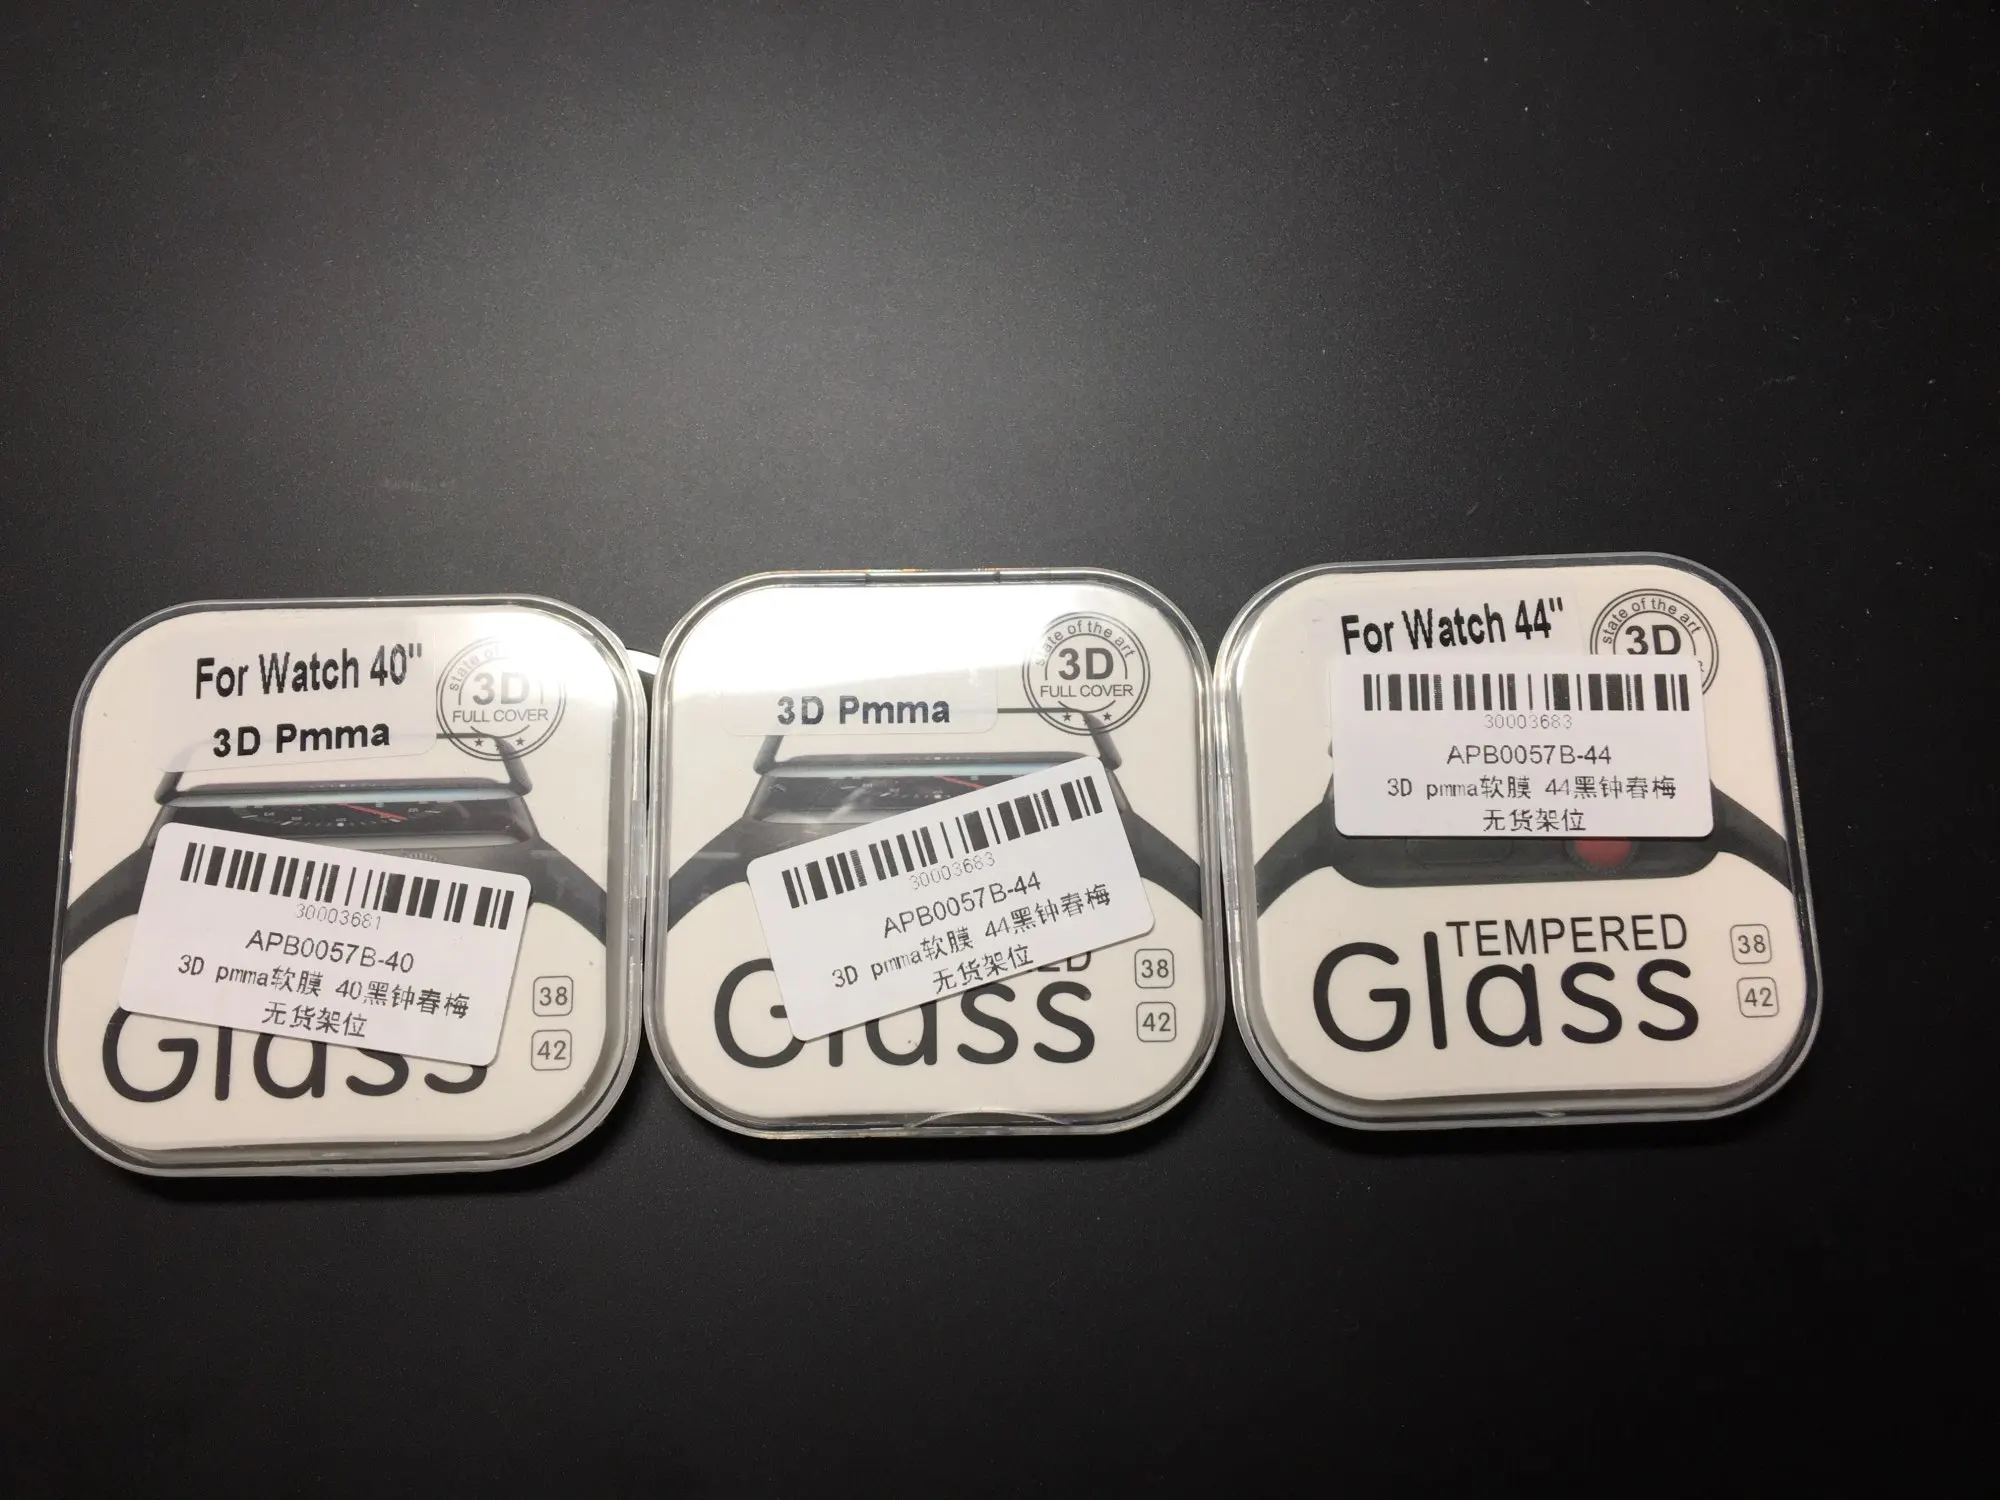 For Watch 40"
3D Pmma
state of
3D
FULL COVER
30003681
APB0057B-40
3D pmma软膜 40黑钟春梅
无货架位
Glass
38
42
state of the art
3D
FULL COVER
3D Pmma
30003683
APB0057B-44
3D pmma软膜 44黑钟春梅
无货架位
Glass
38
42
For Watch 44"
state of the art
3D
30003683
APB0057B-44
3D pmma软膜 44黑钟春梅
无货架位
TEMPERED
Glass
38
42